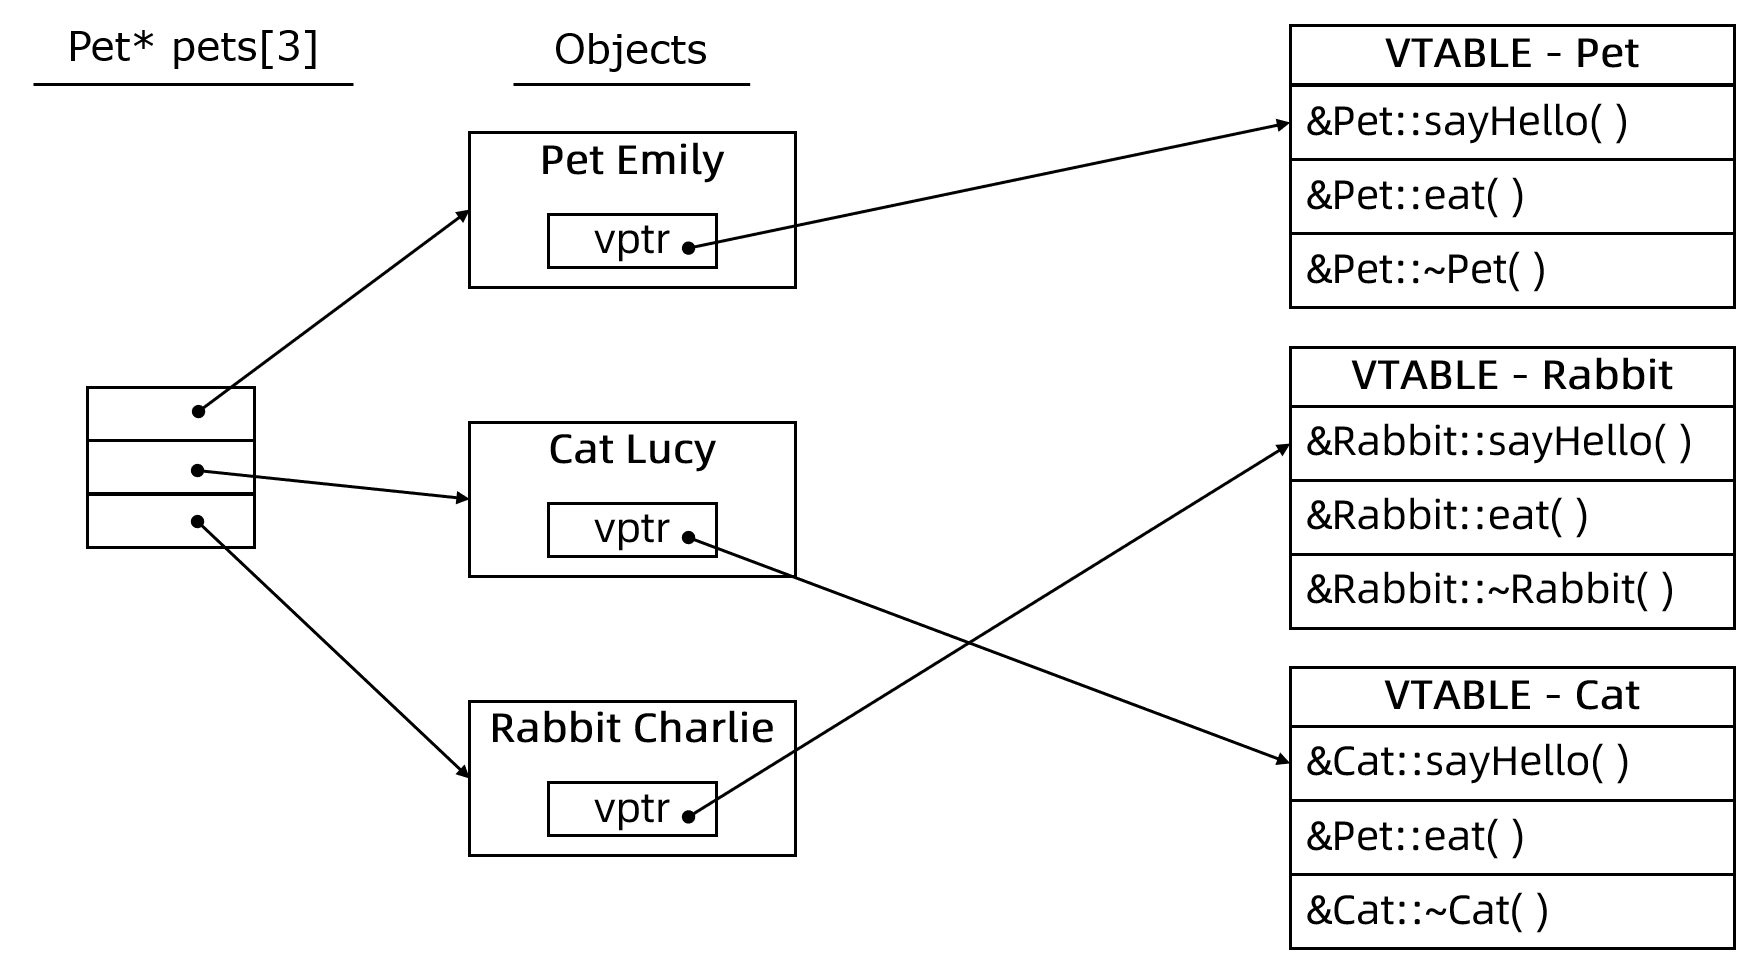 Pet* pets[3]
Objects
Pet Emily
vptr
Cat Lucy
vptr
Rabbit Charlie
vptr
VTABLE - Pet
&Pet::sayHello( )
&Pet::eat( )
&Pet::~Pet( )
VTABLE - Rabbit
&Rabbit::sayHello( )
&Rabbit::eat( )
&Rabbit::~Rabbit( )
VTABLE - Cat
&Cat::sayHello( )
&Pet::eat( )
&Cat::~Cat( )